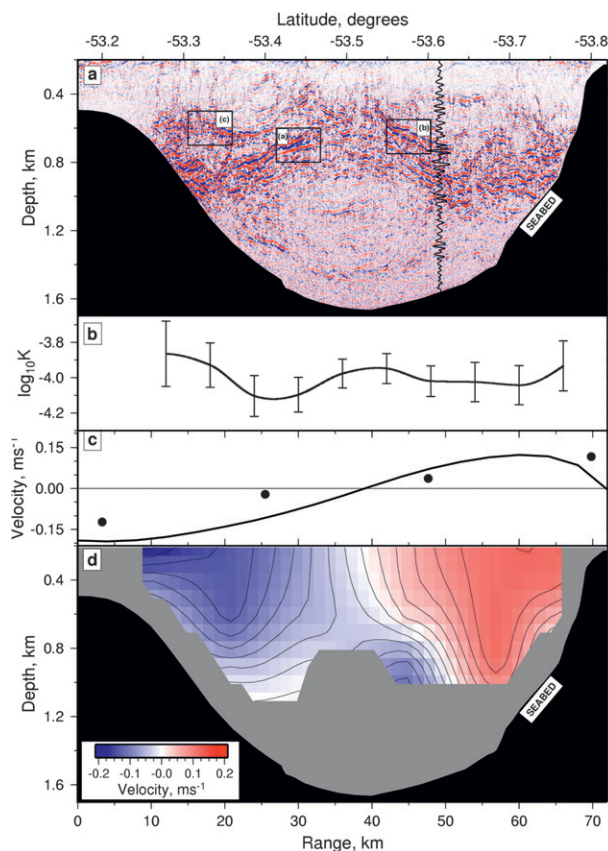 Latitude, degrees
-53.2 -53.3 -53.4 -53.5 -53.6 -53.7 -53.8
a
(c)
(a)
(b)
0.4
0.8
1.2
1.6
Depth, km
SEABED
b
-3.8
-4.0
-4.2
log10K
c
0.15
0.00
-0.15
Velocity, ms⁻¹
d
0.4
0.8
1.2
1.6
Depth, km
SEABED
-0.2 -0.1 0.0 0.1 0.2
Velocity, ms⁻¹
0 10 20 30 40 50 60 70
Range, km